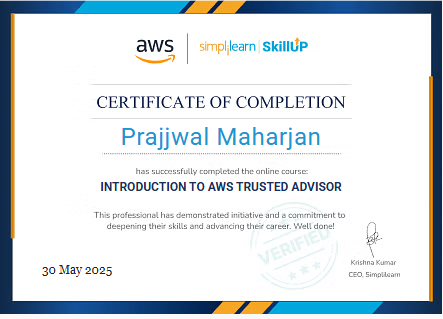 aws simplilearn SkillUP
CERTIFICATE OF COMPLETION
Prajjwal Maharjan
has successfully completed the online course:
INTRODUCTION TO AWS TRUSTED ADVISOR
This professional has demonstrated initiative and a commitment to
deepening their skills and advancing their career. Well done!
VERIFIED
30 May 2025
Krishna Kumar
CEO, Simplilearn